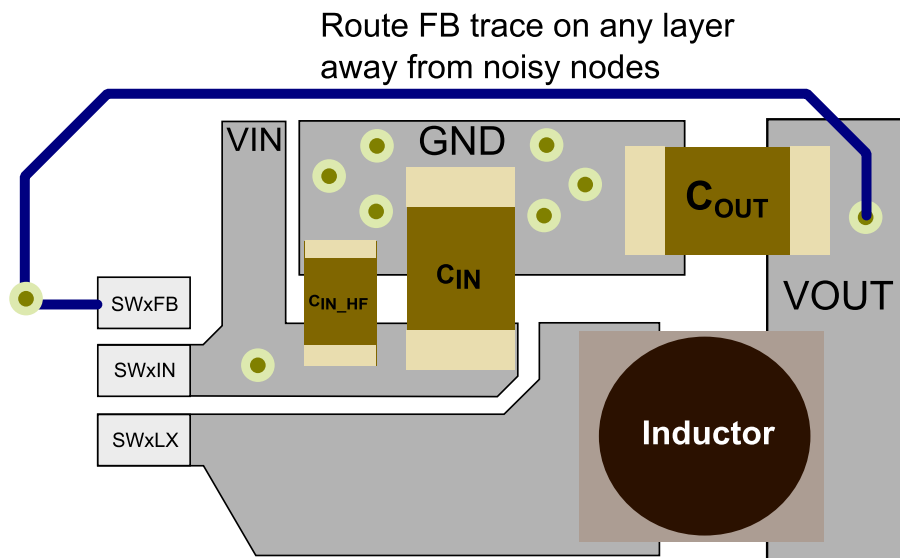 Route FB trace on any layer
away from noisy nodes
VIN
GND
COUT
CIN
CIN_HF
SWxFB
VOUT
SWxIN
SWxLX
Inductor